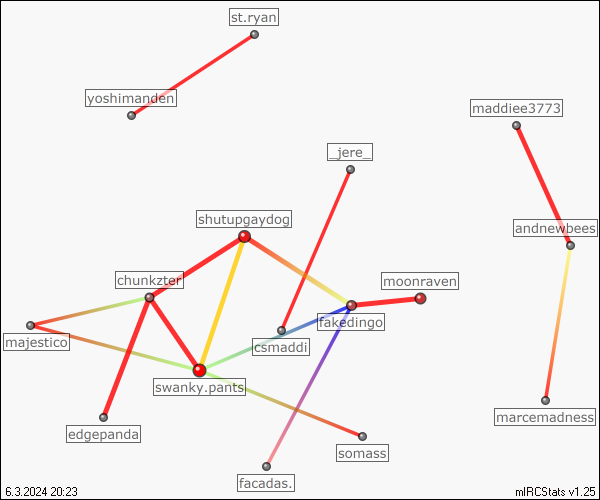 st.ryan
yoshimanden
maddiee3773
_jere_
shutupgaydog
andnewbees
chunkzter
moonraven
fakedingo
majestico
csmaddi
swanky.pants
marcemadness
edgepanda
somass
facadas.
6.3.2024 20:23
mIRCStats v1.25